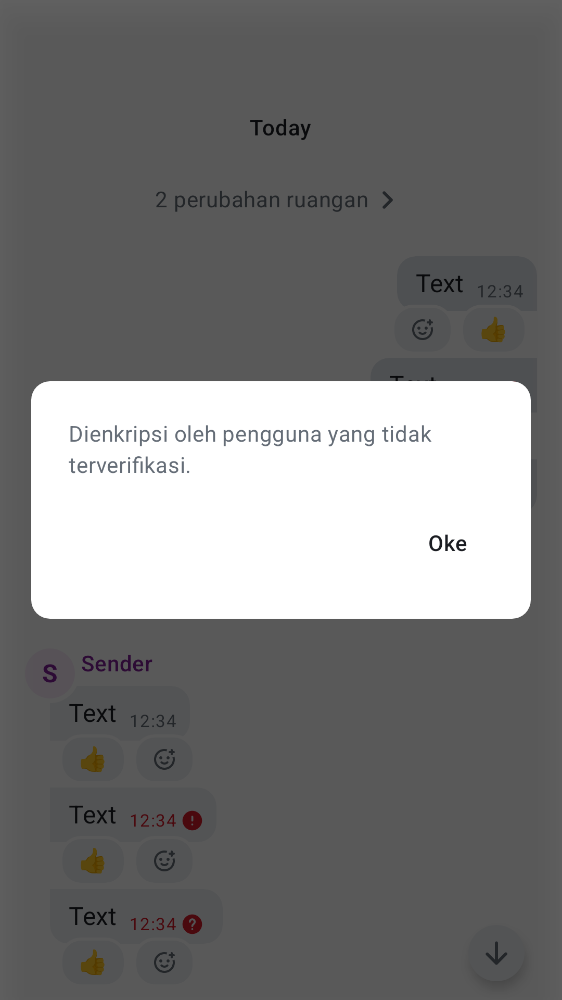 Today
2 perubahan ruangan
Text 12:34
Text
Dienkripsi oleh pengguna yang tidak
terverifikasi.
Oke
S
Sender
Text 12:34
Text 12:34
Text 12:34